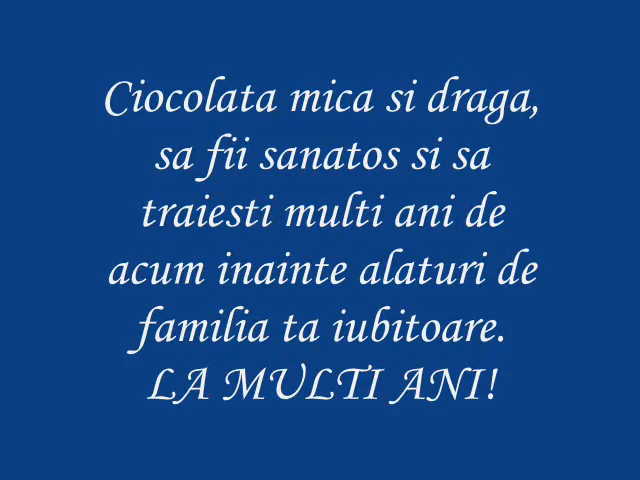 Ciocolata mica si draga,
sa fii sanatos si sa
traiesti multi ani de
acum inainte alaturi de
familia ta iubitoare.
LA MULTI ANI!